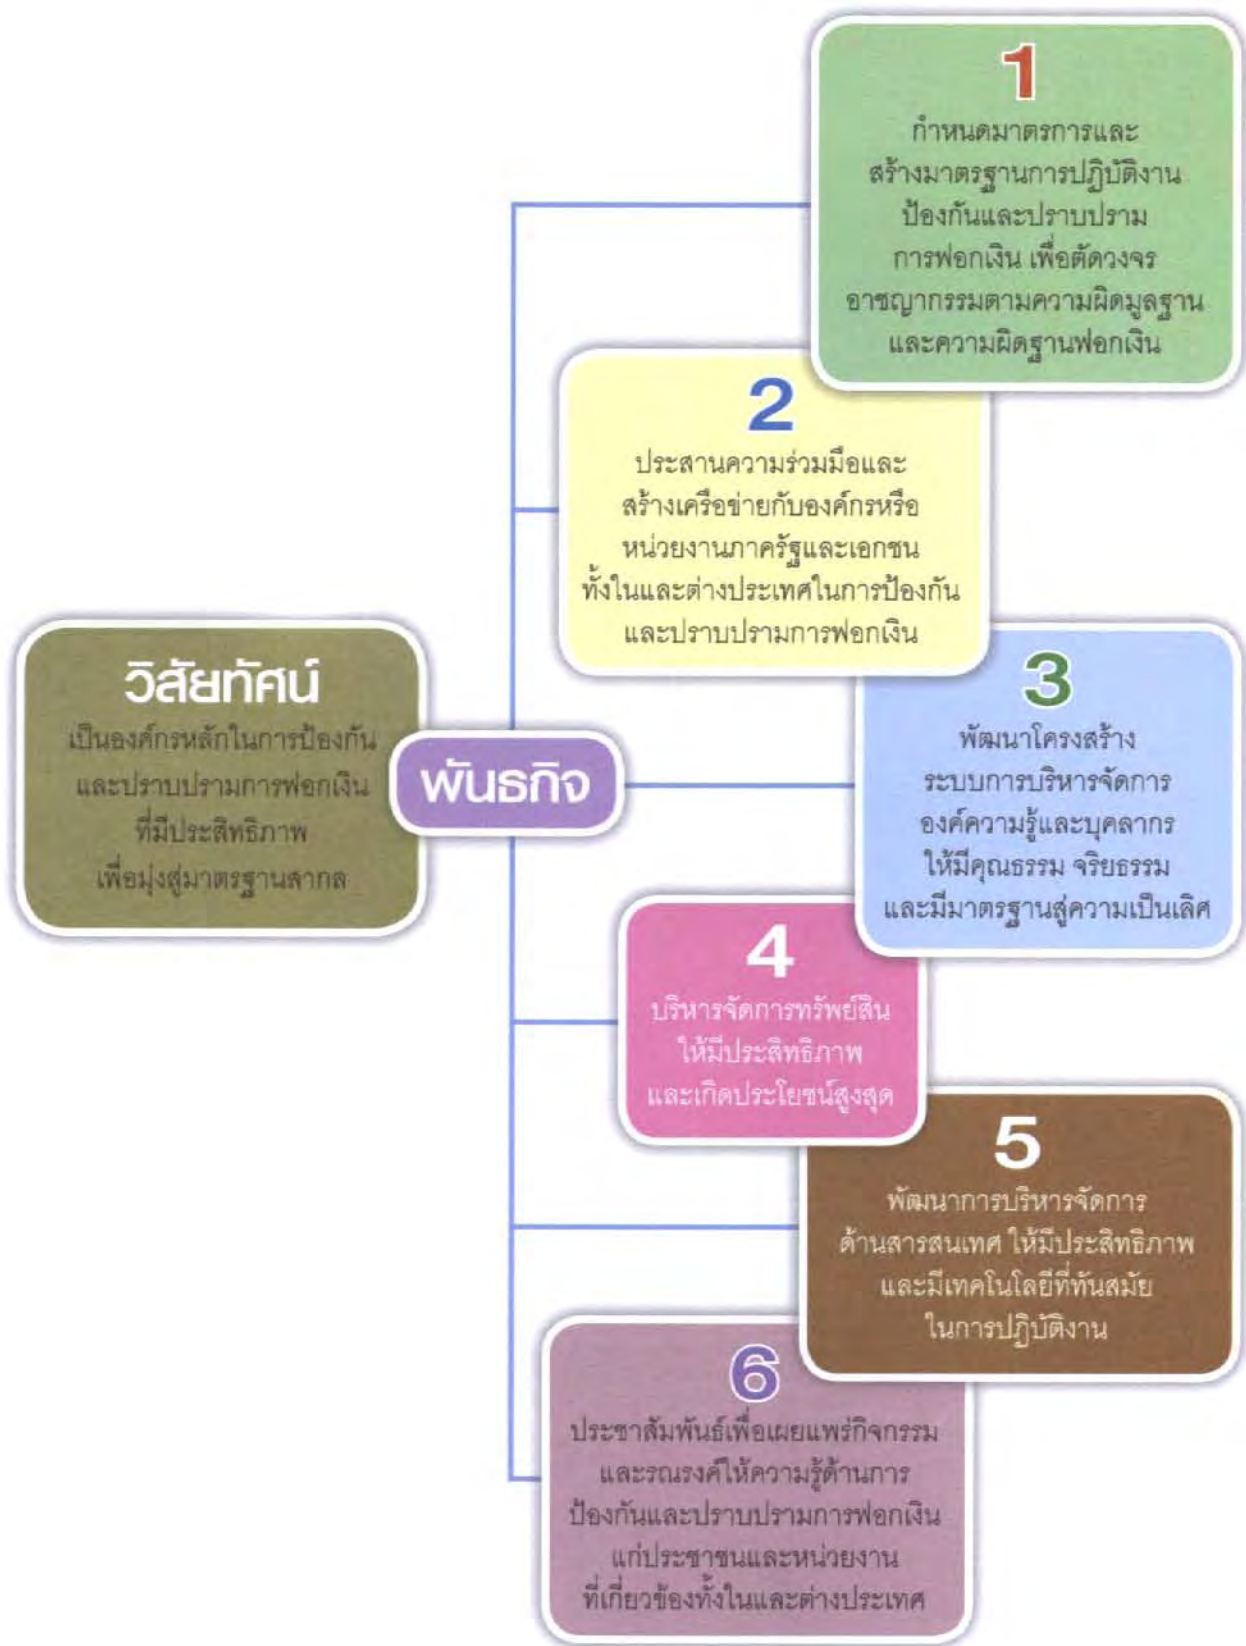 วิสัยทัศน์
เป็นองค์กรหลักในการป้องกัน
และปราบปรามการฟอกเงิน
ที่มีประสิทธิภาพ
เพื่อมุ่งสู่มาตรฐานสากล
พันธกิจ
1
กำหนดมาตรการและ
สร้างมาตรฐานการปฏิบัติงาน
ป้องกันและปราบปราม
การฟอกเงิน เพื่อตัดวงจร
อาชญากรรมตามความผิดมูลฐาน
และความผิดฐานฟอกเงิน
2
ประสานความร่วมมือและ
สร้างเครือข่ายกับองค์กรหรือ
หน่วยงานภาครัฐและเอกชน
ทั้งในและต่างประเทศในการป้องกัน
และปราบปรามการฟอกเงิน
3
พัฒนาโครงสร้าง
ระบบการบริหารจัดการ
องค์ความรู้และบุคลากร
ให้มีคุณธรรม จริยธรรม
และมีมาตรฐานสู่ความเป็นเลิศ
4
บริหารจัดการทรัพย์สิน
ให้มีประสิทธิภาพ
และเกิดประโยชน์สูงสุด
5
พัฒนาการบริหารจัดการ
ด้านสารสนเทศ ให้มีประสิทธิภาพ
และมีเทคโนโลยีที่ทันสมัย
ในการปฏิบัติงาน
6
ประชาสัมพันธ์เพื่อเผยแพร่กิจกรรม
และรณรงค์ให้ความรู้ด้านการ
ป้องกันและปราบปรามการฟอกเงิน
แก่ประชาชนและหน่วยงาน
ที่เกี่ยวข้องทั้งในและต่างประเทศ